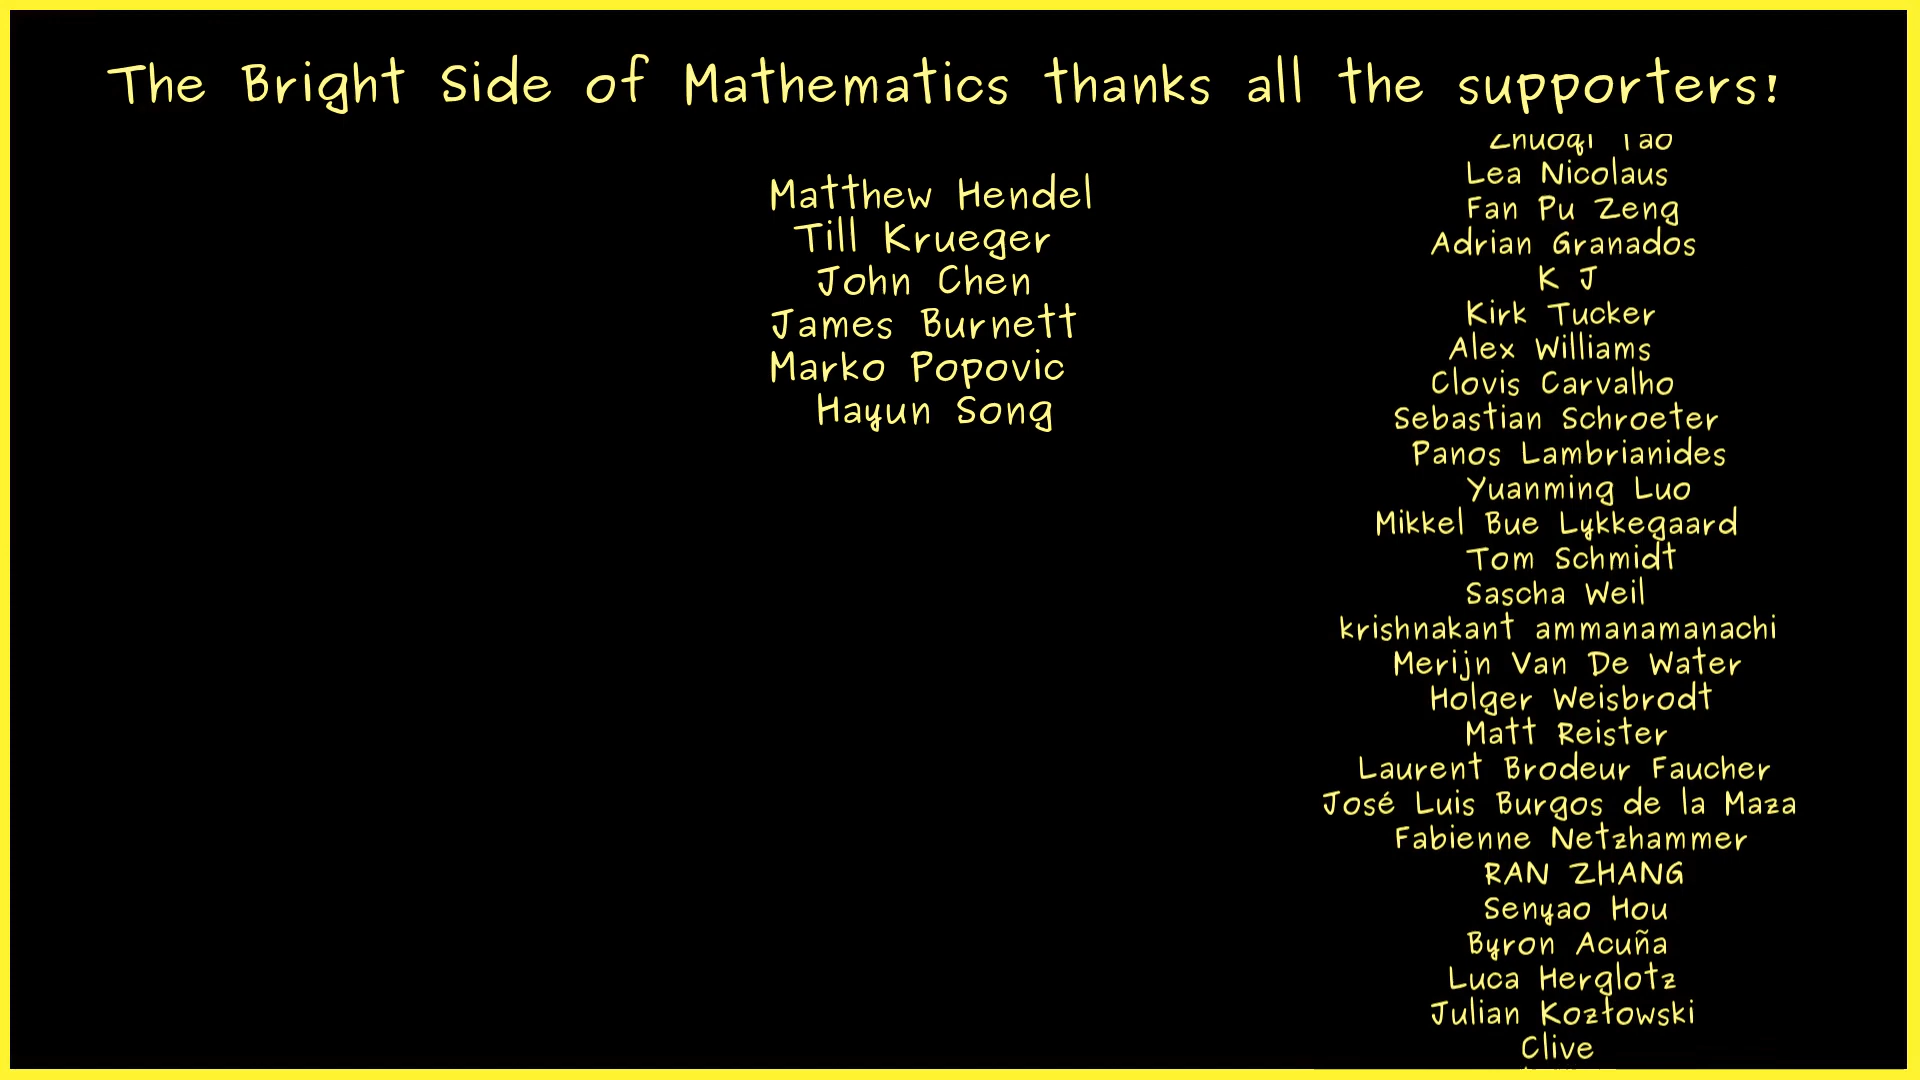 The Bright Side of Mathematics thanks all the supporters!
Matthew Hendel
Till Krueger
John Chen
James Burnett
Marko Popovic
Hayun Song
Zhuoqi Tao
Lea Nicolaus
Fan Pu Zeng
Adrian Granados
K J
Kirk Tucker
Alex Williams
Clovis Carvalho
Sebastian Schroeter
Panos Lambrianides
Yuanming Luo
Mikkel Bue Lykkegaard
Tom Schmidt
Sascha Weil
krishnakant ammanamanachi
Merijn Van De Water
Holger Weisbrodt
Matt Reister
Laurent Brodeur Faucher
José Luis Burgos de la Maza
Fabienne Netzhammer
RAN ZHANG
Senyao Hou
Byron Acuña
Luca Herglotz
Julian Kozłowski
Clive